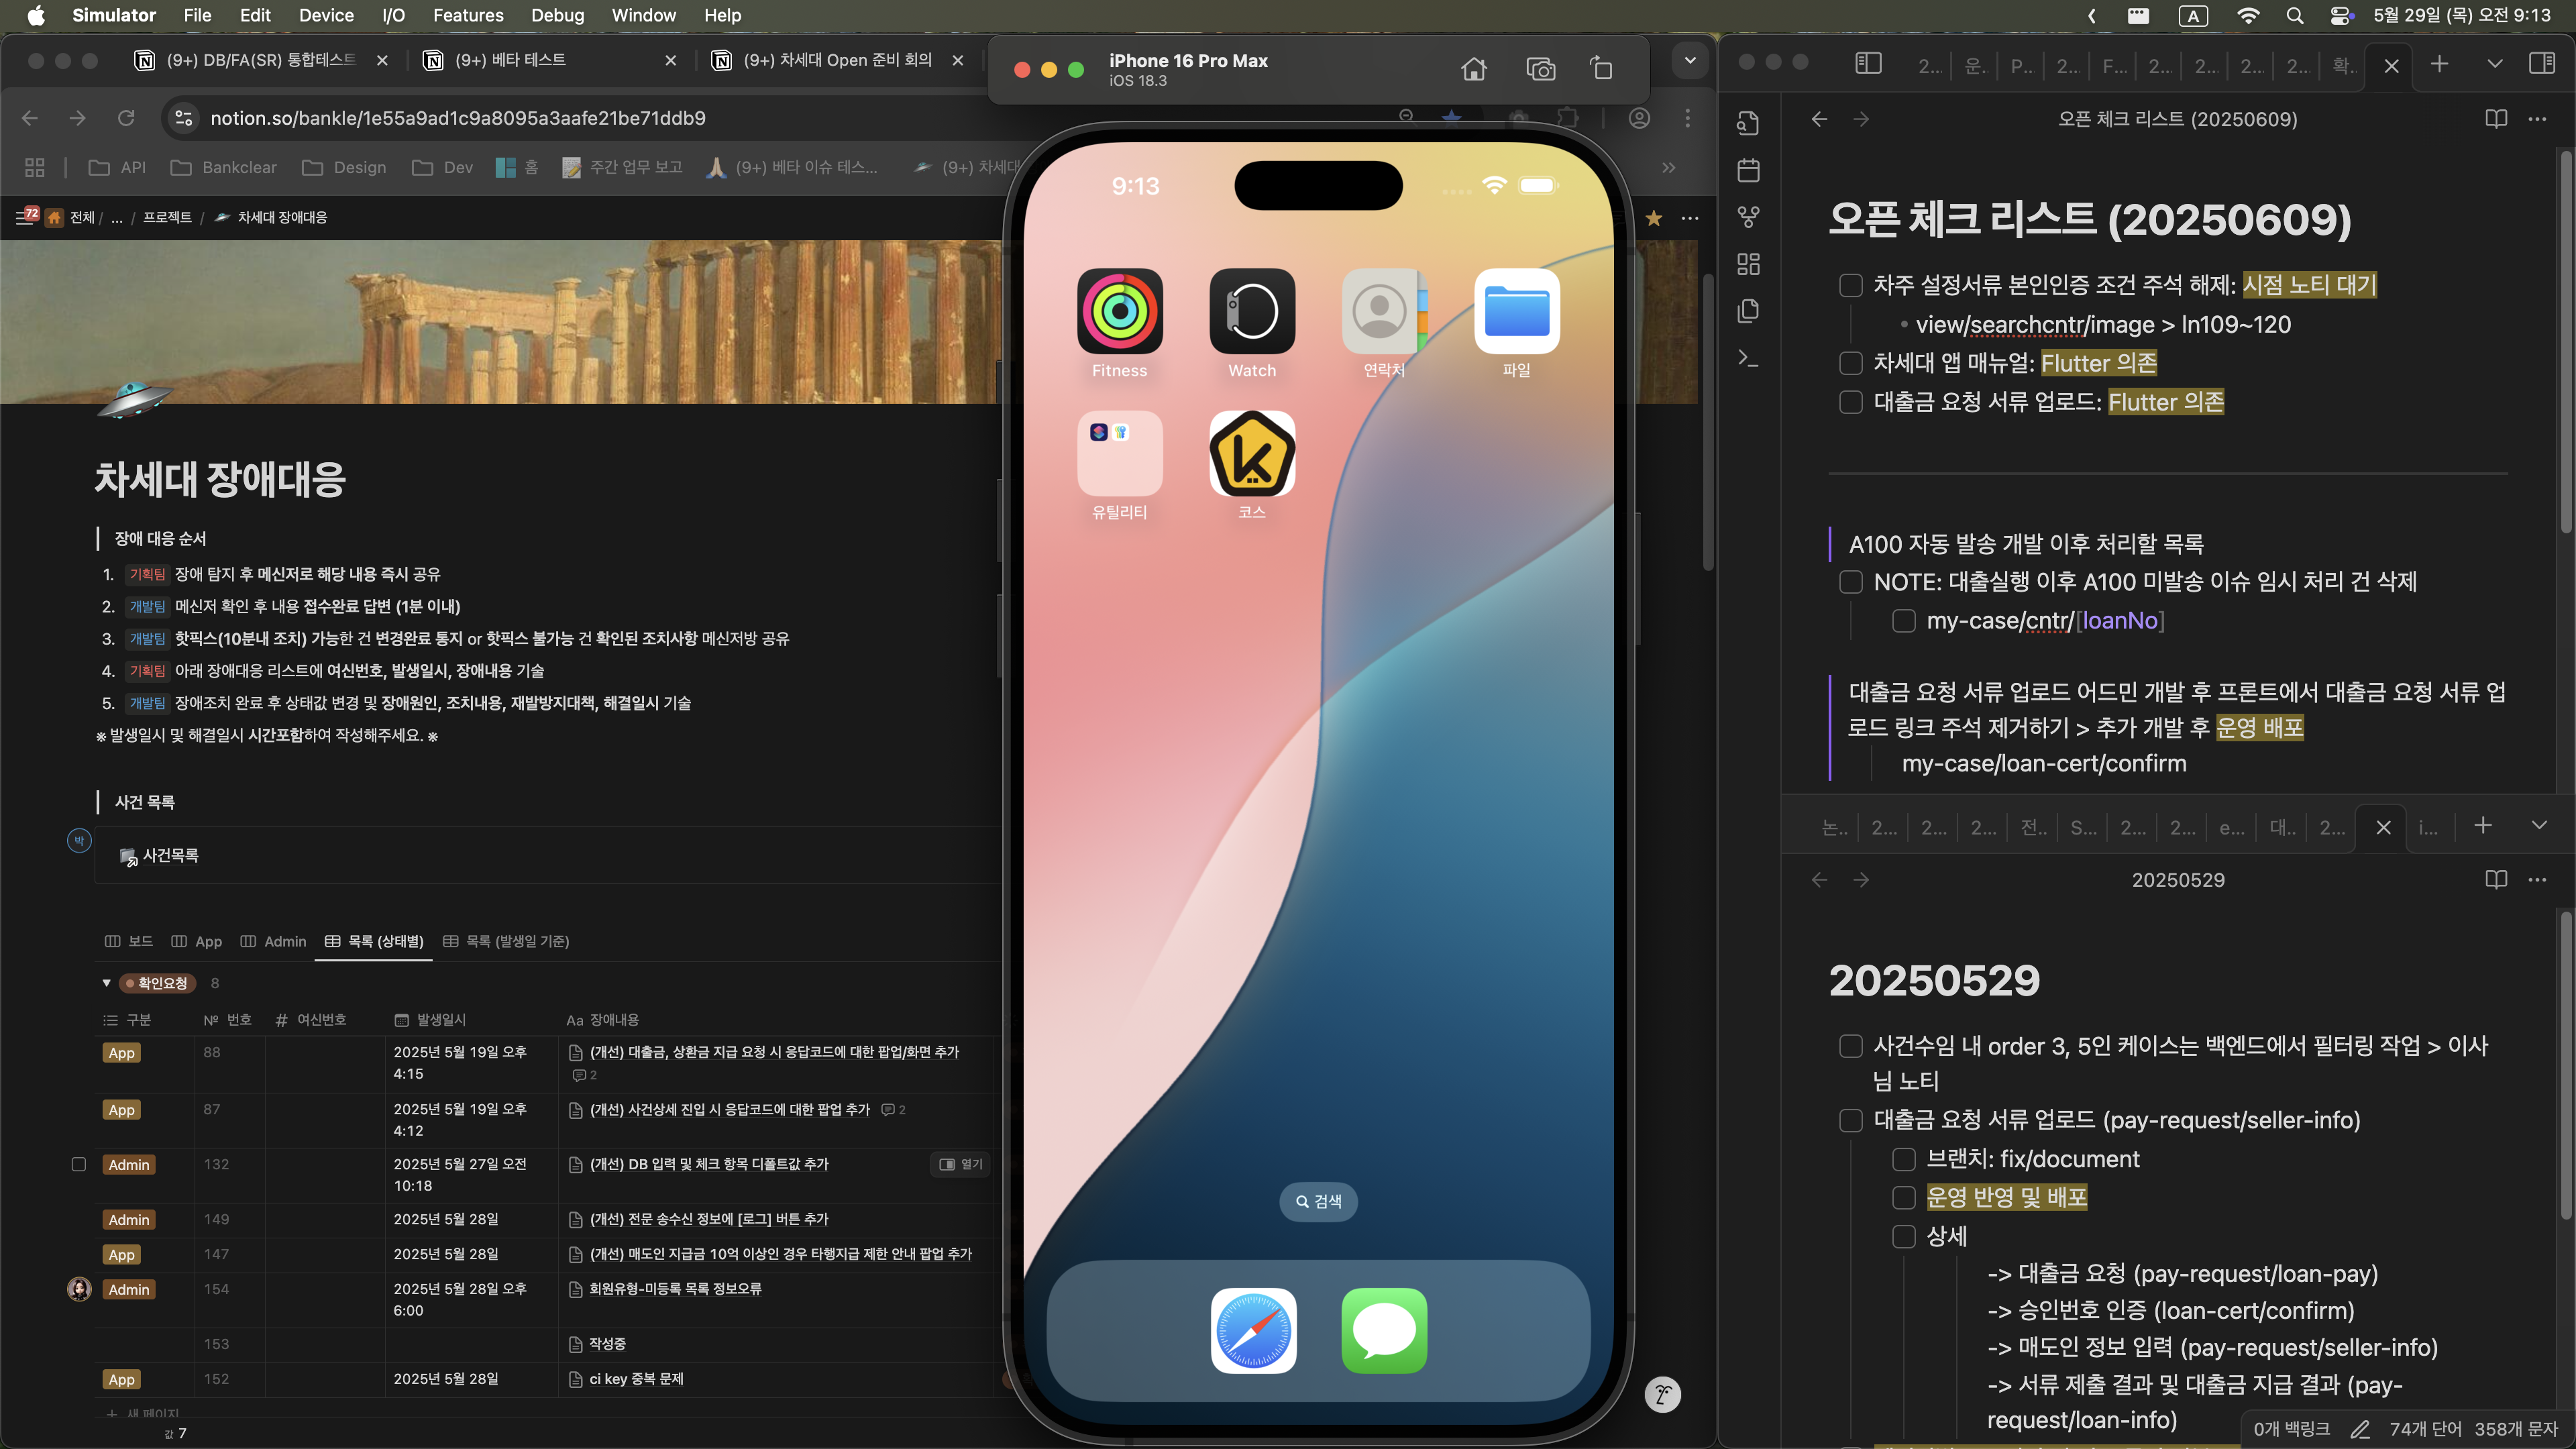 Simulator File Edit Device I/O Features Debug Window Help
A
5월 29일 (목) 오전 9:13
(9+) DB/FA(SR) 통합테스트
(9+) 베타 테스트
(9+) 차세대 Open 준비 회의
notion.so/bankle/1e55a9ad1c9a8095a3aafe21be71ddb9
API Bankclear Design Dev 홈 주간 업무 보고 (9+) 베타 이슈 테스... (9+) 차세대
72 전체 / ... / 프로젝트 / 차세대 장애대응
차세대 장애대응
장애 대응 순서
1. 기획팀 장애 탐지 후 메신저로 해당 내용 즉시 공유
2. 개발팀 메신저 확인 후 내용 접수완료 답변 (1분 이내)
3. 개발팀 핫픽스(10분내 조치) 가능한 건 변경완료 통지 or 핫픽스 불가능 건 확인된 조치사항 메신저방 공유
4. 기획팀 아래 장애대응 리스트에 여신번호, 발생일시, 장애내용 기술
5. 개발팀 장애조치 완료 후 상태값 변경 및 장애원인, 조치내용, 재발방지대책, 해결일시 기술
※ 발생일시 및 해결일시 시간포함하여 작성해주세요. ※
사건 목록
박
사건목록
보드 App Admin 목록 (상태별) 목록 (발생일 기준)
확인요청 8
구분 № 번호 # 여신번호 발생일시 Aa 장애내용
App 88 2025년 5월 19일 오후 4:15 (개선) 대출금, 상환금 지급 요청 시 응답코드에 대한 팝업/화면 추가 2
App 87 2025년 5월 19일 오후 4:12 (개선) 사건상세 진입 시 응답코드에 대한 팝업 추가 2
Admin 132 2025년 5월 27일 오전 10:18 (개선) DB 입력 및 체크 항목 디폴트값 추가 열기
Admin 149 2025년 5월 28일 (개선) 전문 송수신 정보에 [로그] 버튼 추가
App 147 2025년 5월 28일 (개선) 매도인 지급금 10억 이상인 경우 타행지급 제한 안내 팝업 추가
Admin 154 2025년 5월 28일 오후 6:00 회원유형-미등록 목록 정보오류
153 작성중
App 152 2025년 5월 28일 ci key 중복 문제
+ 새 페이지
값 7
iPhone 16 Pro Max
iOS 18.3
9:13
Fitness
Watch
연락처
파일
유틸리티
코스
검색
2... 운. P... 2... F... 2... 2... 2... 2... 확.
오픈 체크 리스트 (20250609)
오픈 체크 리스트 (20250609)
차주 설정서류 본인인증 조건 주석 해제: 시점 노티 대기
• view/searchcntr/image > ln109~120
차세대 앱 매뉴얼: Flutter 의존
대출금 요청 서류 업로드: Flutter 의존
A100 자동 발송 개발 이후 처리할 목록
NOTE: 대출실행 이후 A100 미발송 이슈 임시 처리 건 삭제
my-case/cntr/[loanNo]
대출금 요청 서류 업로드 어드민 개발 후 프론트에서 대출금 요청 서류 업
로드 링크 주석 제거하기 > 추가 개발 후 운영 배포
my-case/loan-cert/confirm
논.. 2... 2... 2... 전.. S... 2... 2... e... 대.. 2... i...
20250529
20250529
사건수임 내 order 3, 5인 케이스는 백엔드에서 필터링 작업 > 이사
님 노티
대출금 요청 서류 업로드 (pay-request/seller-info)
브랜치: fix/document
운영 반영 및 배포
상세
-> 대출금 요청 (pay-request/loan-pay)
-> 승인번호 인증 (loan-cert/confirm)
-> 매도인 정보 입력 (pay-request/seller-info)
-> 서류 제출 결과 및 대출금 지급 결과 (pay-
request/loan-info)
0개 백링크 74개 단어 358개 문자